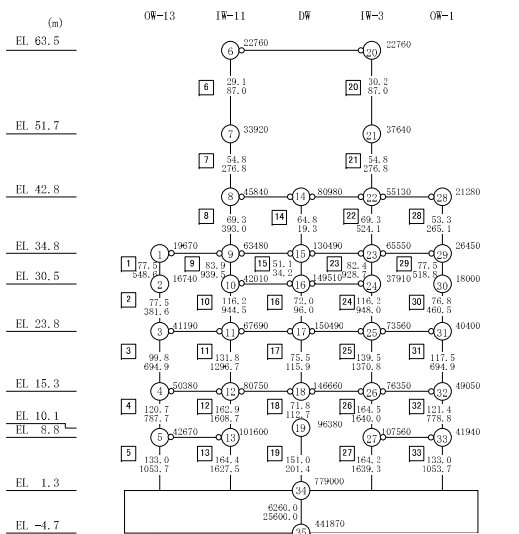 OW-13 IW-11 DW IW-3 OW-1
(m)
EL 63.5
6 22760 20 22760
6 29.1 20 30.2
87.0 87.0
EL 51.7
7 33920 21 37640
7 54.8 21 54.8
276.8 276.8
EL 42.8
8 45840 14 80980 22 55130 28 21280
8 69.3 14 64.8 22 69.3 28 53.3
393.0 19.3 524.1 265.1
EL 34.8
1 19670 9 63480 15 130490 23 65550 29 26450
1 77.5 9 83.9 15 51.1 23 82.4 29 77.5
548.6 939.5 34.2 928.7 518.8
EL 30.5
2 16740 10 42010 16 149510 24 37910 30 18000
2 77.5 10 116.2 16 72.0 24 116.2 30 76.8
381.6 944.5 96.0 948.0 460.5
EL 23.8
3 41190 11 67690 17 150490 25 73560 31 40400
3 99.8 11 131.8 17 75.5 25 139.5 31 117.5
694.9 1296.7 115.9 1370.8 694.9
EL 15.3
4 50380 12 80750 18 146660 26 76350 32 49050
4 120.7 12 162.9 18 71.8 26 164.5 32 121.4
787.7 1608.7 112.7 1640.0 778.8
EL 10.1
19 96380
EL 8.8
5 42670 13 101600 27 107560 33 41940
5 133.0 13 164.4 19 151.0 27 164.2 33 133.0
1053.7 1627.5 201.4 1639.3 1053.7
EL 1.3
34 779000
6260.0
25600.0
EL -4.7
35 441870